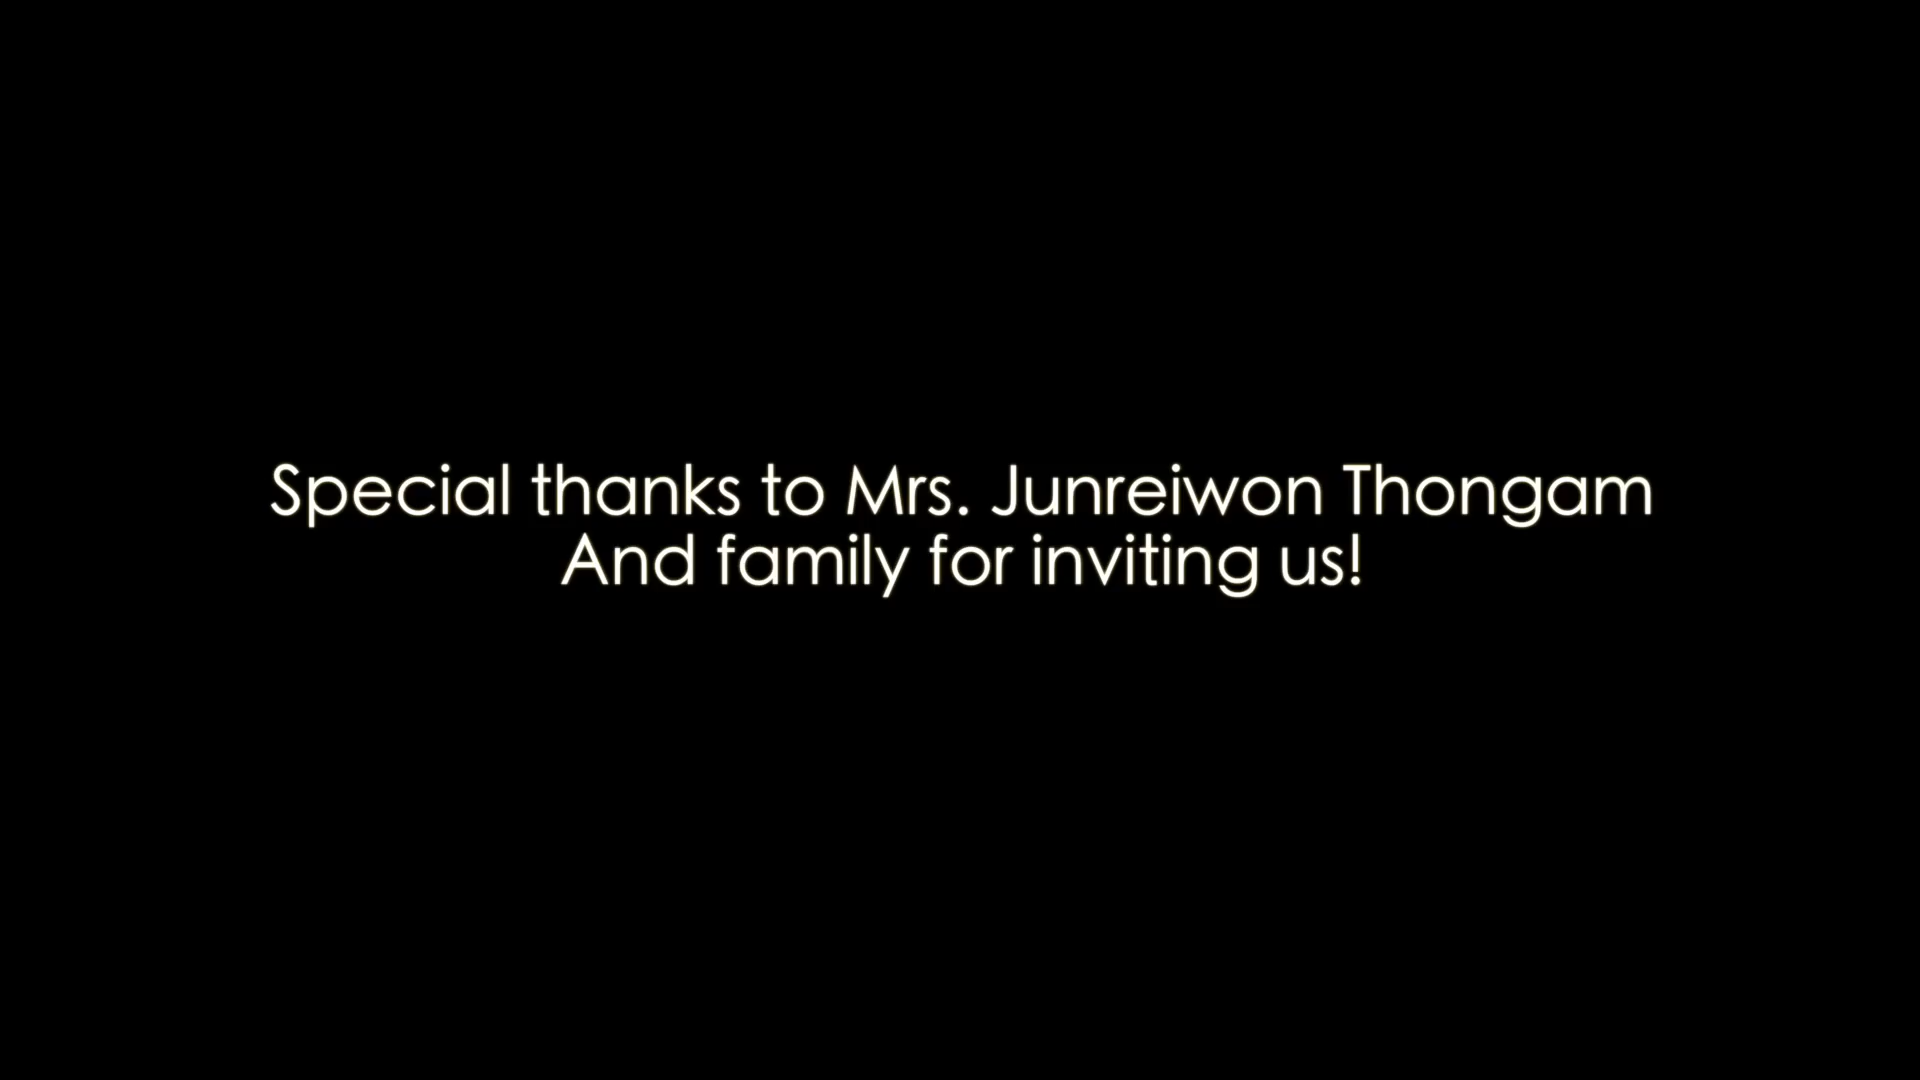 Special thanks to Mrs. Junreiwon Thongam
And family for inviting us!